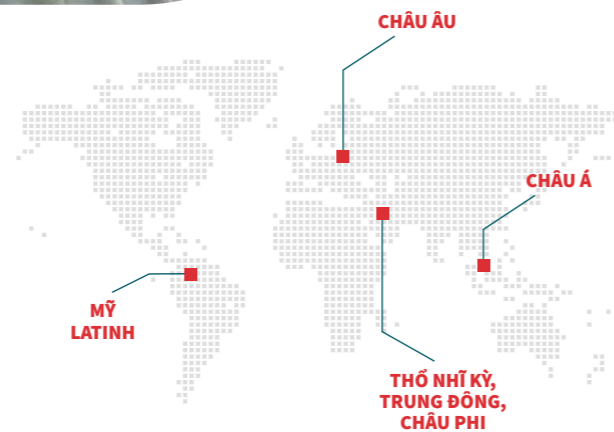 CHÂU ÂU
CHÂU Á
MỸ
LATINH
THỔ NHĨ KỲ,
TRUNG ĐÔNG,
CHÂU PHI